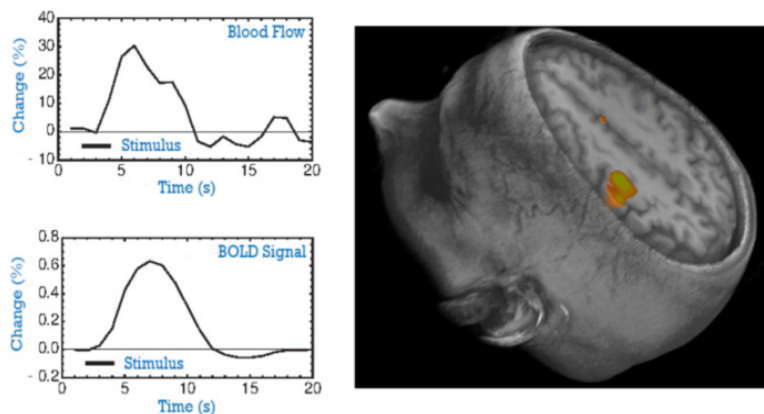 Blood Flow
Change (%)
40
30
20
10
0
- 10
Stimulus
0 5 10 15 20
Time (s)
BOLD Signal
Change (%)
0.8
0.6
0.4
0.2
0.0
- 0.2
Stimulus
0 5 10 15 20
Time (s)